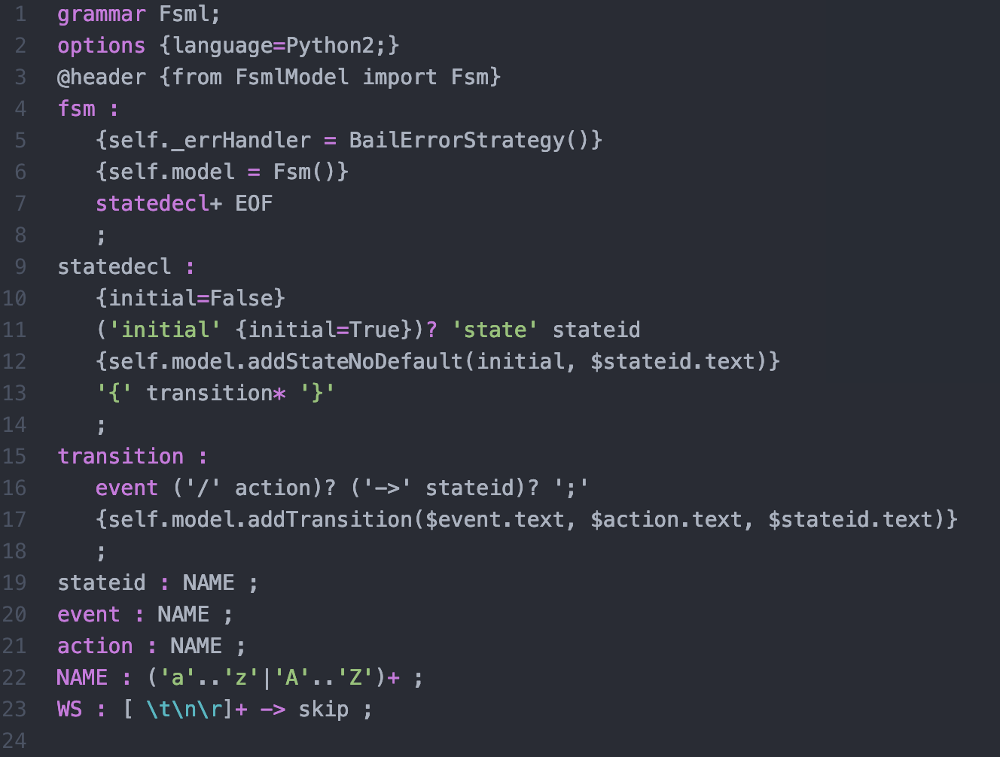 1 grammar Fsml;
2 options {language=Python2;}
3 @header {from FsmlModel import Fsm}
4 fsm :
5    {self._errHandler = BailErrorStrategy()}
6    {self.model = Fsm()}
7    statedecl+ EOF
8    ;
9 statedecl :
10    {initial=False}
11    ('initial' {initial=True})? 'state' stateid
12    {self.model.addStateNoDefault(initial, $stateid.text)}
13    '{' transition* '}'
14    ;
15 transition :
16    event ('/' action)? ('->' stateid)? ';'
17    {self.model.addTransition($event.text, $action.text, $stateid.text)}
18    ;
19 stateid : NAME ;
20 event : NAME ;
21 action : NAME ;
22 NAME : ('a'..'z'|'A'..'Z')+ ;
23 WS : [ \t\n\r]+ -> skip ;
24